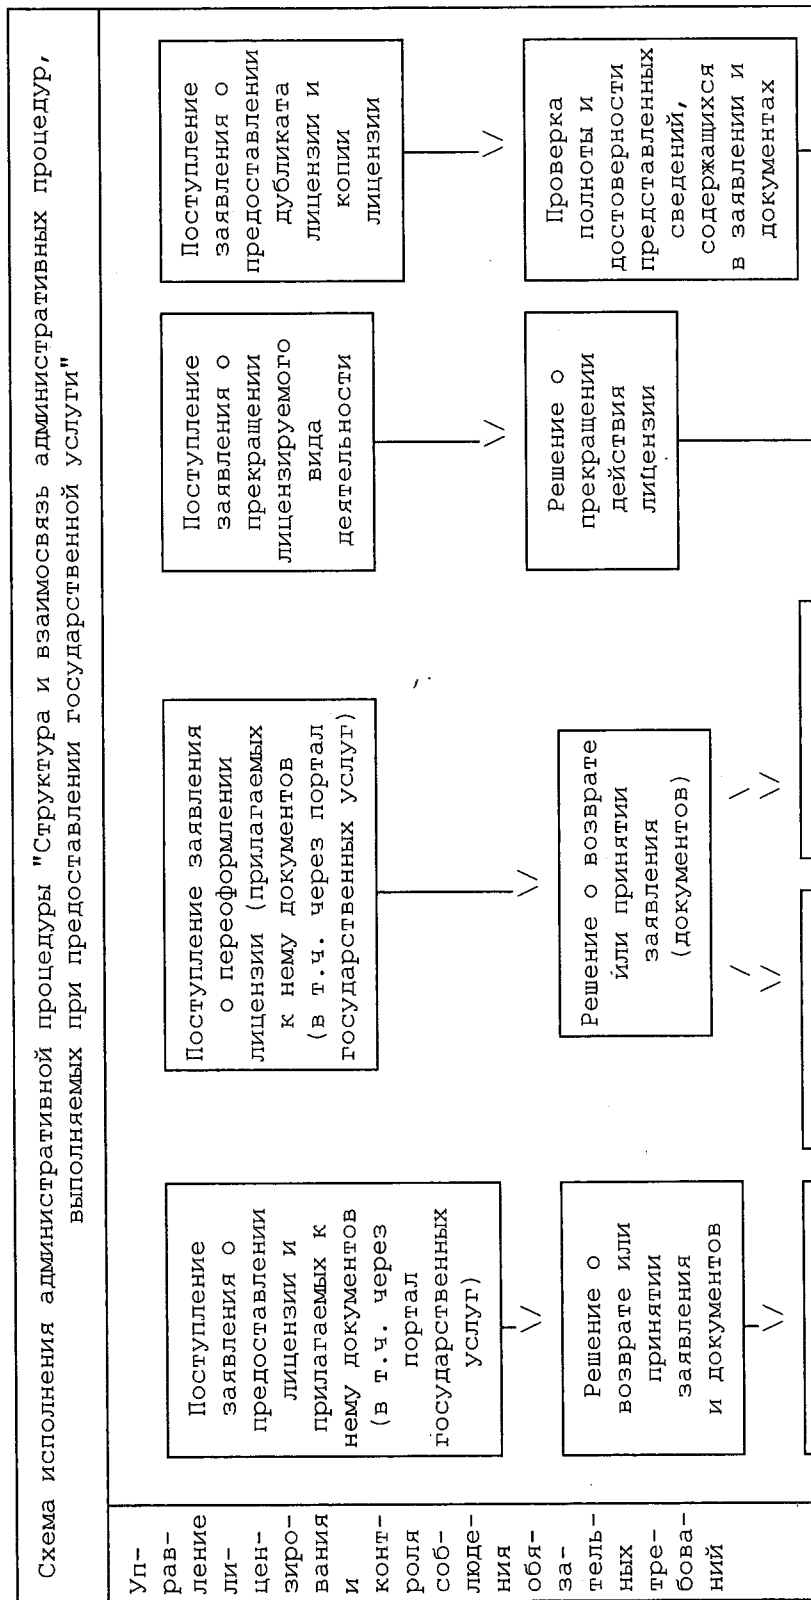 Схема исполнения административной процедуры "Структура и взаимосвязь административных процедур,
выполняемых при предоставлении государственной услуги"
Уп-
рав-
ление
ли-
цен-
зиро-
вания
и
конт-
роля
соб-
люде-
ния
обя-
за-
тель-
ных
тре-
бова-
ний
Поступление
заявления о
предоставлении
лицензии и
прилагаемых к
нему документов
(в т.ч. через
портал
государственных
услуг)
Решение о
возврате или
принятии
заявления
и документов
Поступление заявления
о переоформлении
лицензии (прилагаемых
к нему документов
(в т.ч. через портал
государственных услуг)
Решение о возврате
или принятии
заявления
(документов)
Поступление
заявления о
прекращении
лицензируемого
вида
деятельности
Решение о
прекращении
действия
лицензии
Поступление
заявления о
предоставлении
дубликата
лицензии и
копии
лицензии
Проверка
полноты и
достоверности
представленных
сведений,
содержащихся
в заявлении и
документах